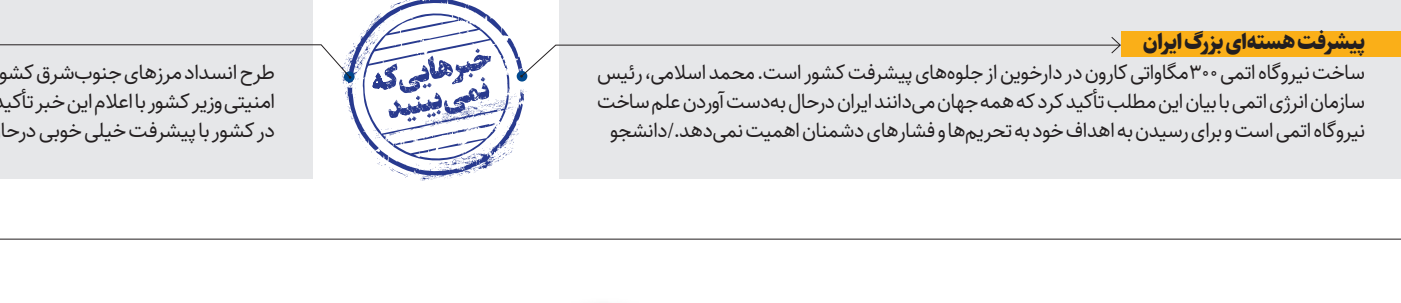 پیشرفت هسته‌ای بزرگ ایران
ساخت نیروگاه اتمی ۳۰۰ مگاواتی کارون در دارخوین از جلوه‌های پیشرفت کشور است. محمد اسلامی، رئیس
سازمان انرژی اتمی با بیان این مطلب تأکید کرد که همه جهان می‌دانند ایران درحال به‌دست آوردن علم ساخت
نیروگاه اتمی است و برای رسیدن به اهداف خود به تحریم‌ها و فشارهای دشمنان اهمیت نمی‌دهد./دانشجو
خبرهایی که
نمی‌بینید
طرح انسداد مرزهای جنوب‌شرق کشور
امنیتی وزیر کشور با اعلام این خبر تأکید
در کشور با پیشرفت خیلی خوبی